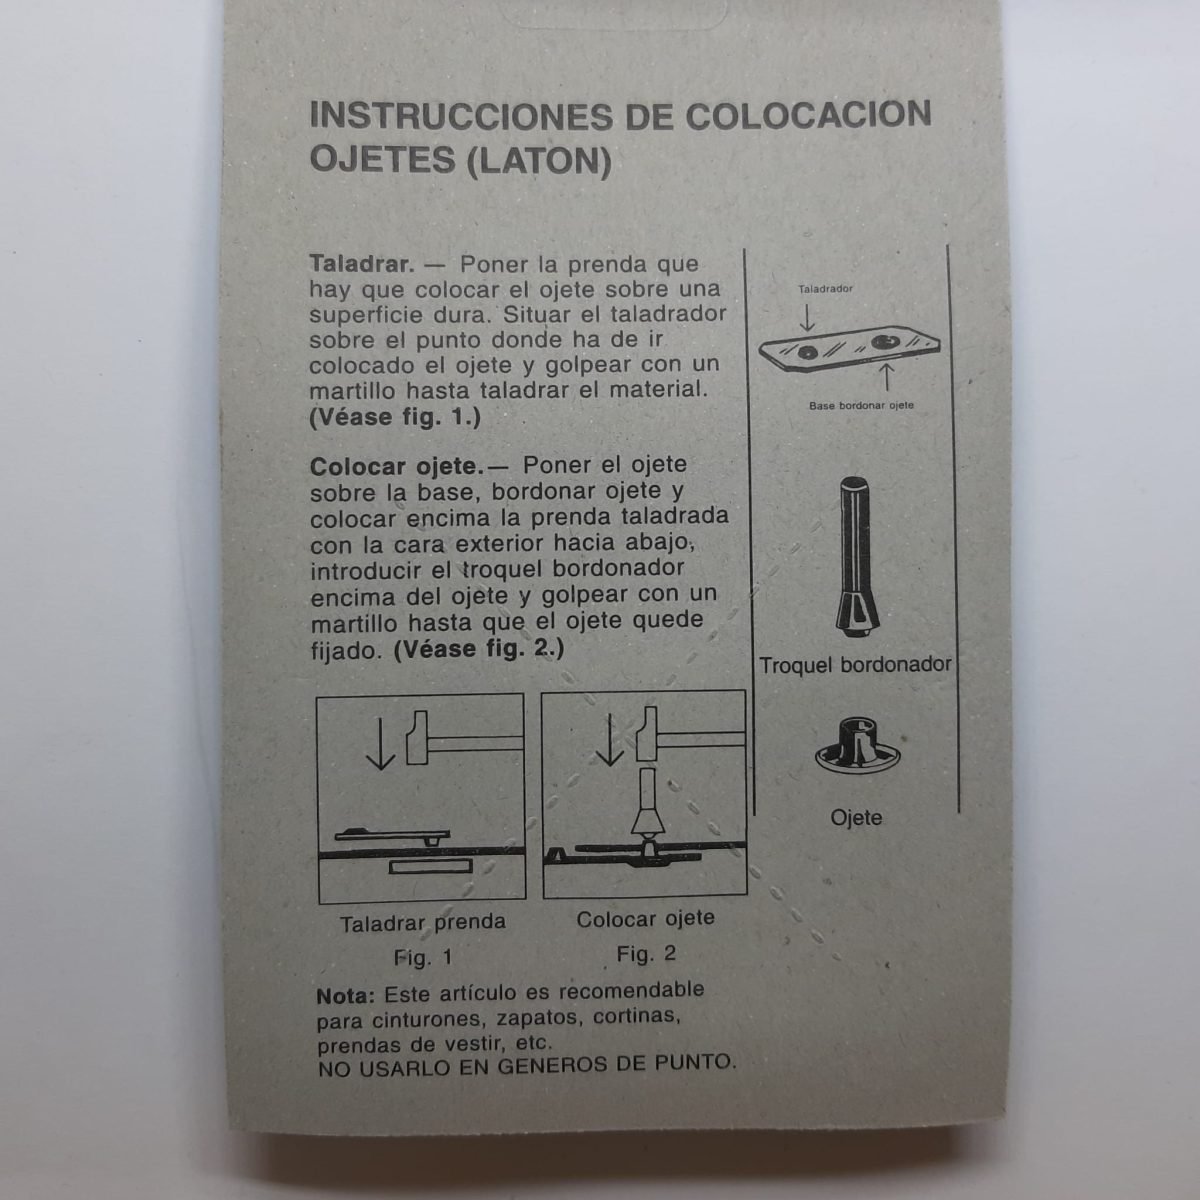 INSTRUCCIONES DE COLOCACION
OJETES (LATON)
Taladrar. — Poner la prenda que
hay que colocar el ojete sobre una
superficie dura. Situar el taladrador
sobre el punto donde ha de ir
colocado el ojete y golpear con un
martillo hasta taladrar el material.
(Véase fig. 1.)
Colocar ojete.— Poner el ojete
sobre la base, bordonar ojete y
colocar encima la prenda taladrada
con la cara exterior hacia abajo,
introducir el troquel bordonador
encima del ojete y golpear con un
martillo hasta que el ojete quede
fijado. (Véase fig. 2.)
Taladrador
Base bordonar ojete
Troquel bordonador
Ojete
Taladrar prenda
Fig. 1
Colocar ojete
Fig. 2
Nota: Este artículo es recomendable
para cinturones, zapatos, cortinas,
prendas de vestir, etc.
NO USARLO EN GENEROS DE PUNTO.